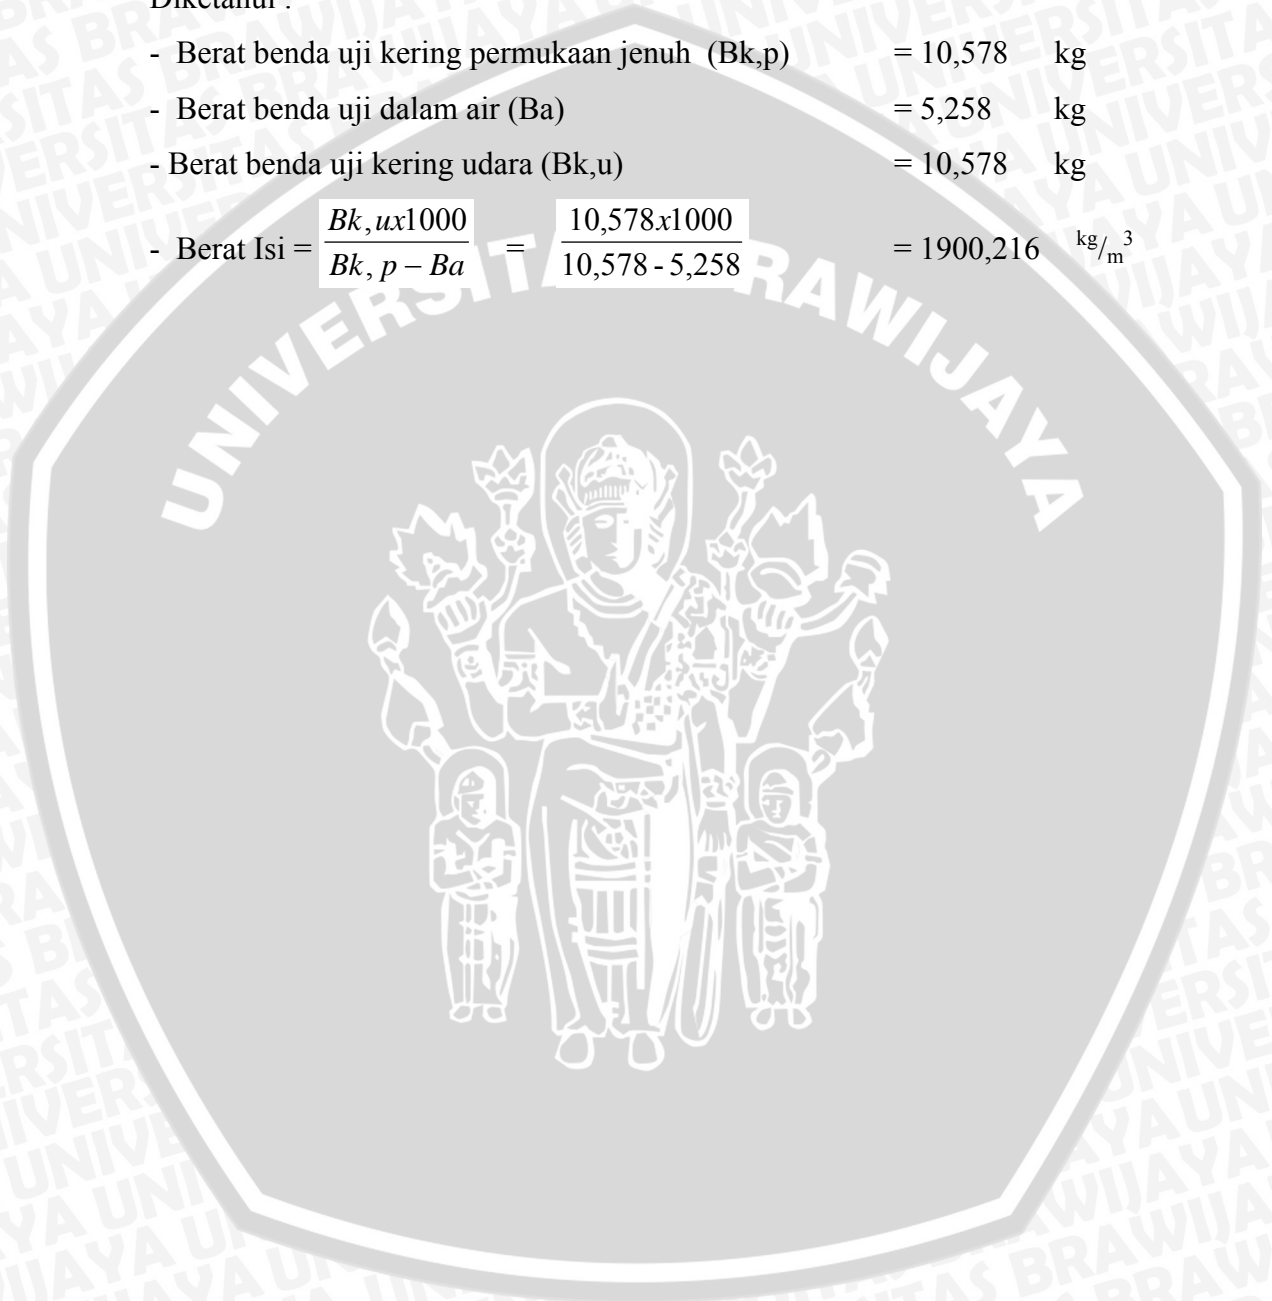 Diketahui :
- Berat benda uji kering permukaan jenuh (Bk,p) = 10,578 kg
- Berat benda uji dalam air (Ba) = 5,258 kg
- Berat benda uji kering udara (Bk,u) = 10,578 kg
- Berat Isi = Bk,ux1000 / Bk, p – Ba = 10,578x1000 / 10,578 - 5,258 = 1900,216 kg/m³
UNIVERSITAS BRAWIJAYA